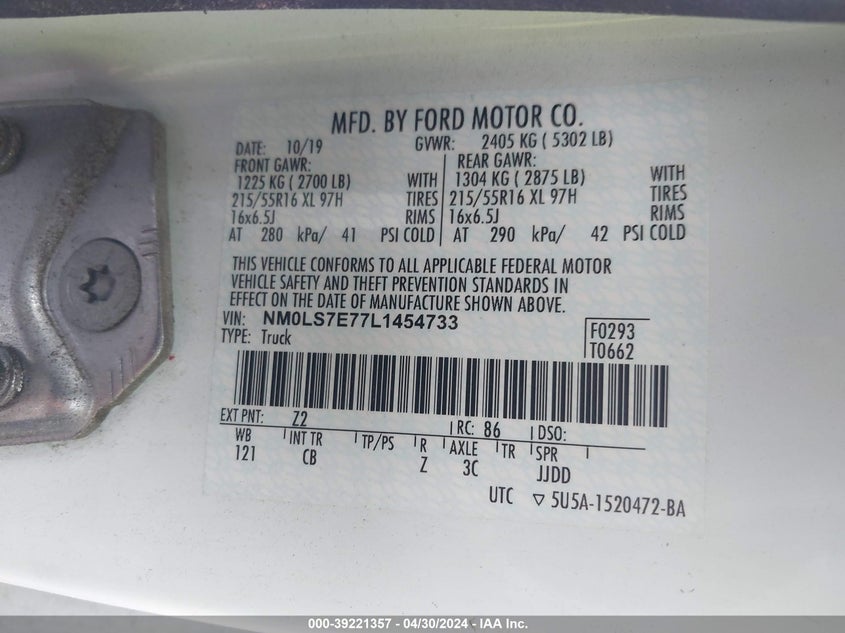 MFD. BY FORD MOTOR CO.
DATE: 10/19 GVWR: 2405 KG ( 5302 LB)
FRONT GAWR: REAR GAWR:
1225 KG ( 2700 LB) WITH 1304 KG ( 2875 LB) WITH
215/55R16 XL 97H TIRES 215/55R16 XL 97H TIRES
16x6.5J RIMS 16x6.5J RIMS
AT 280 kPa/ 41 PSI COLD AT 290 kPa/ 42 PSI COLD
THIS VEHICLE CONFORMS TO ALL APPLICABLE FEDERAL MOTOR
VEHICLE SAFETY AND THEFT PREVENTION STANDARDS IN
EFFECT ON THE DATE OF MANUFACTURE SHOWN ABOVE.
VIN: NM0LS7E77L1454733 F0293
TYPE: Truck T0662
EXT PNT: Z2 RC: 86 DSO:
WB INT TR TP/PS R AXLE TR SPR
121 CB Z 3C JJDD
UTC ▽ 5U5A-1520472-BA
000-39221357 - 04/30/2024 - IAA Inc.